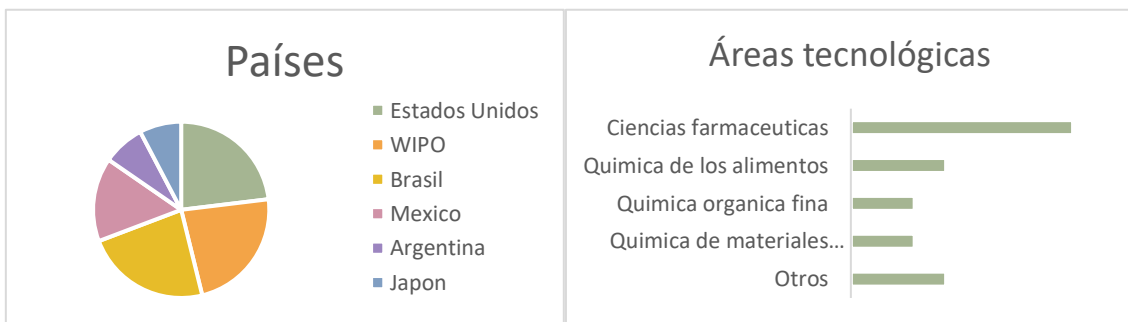 Países
Estados Unidos
WIPO
Brasil
Mexico
Argentina
Japon
Áreas tecnológicas
Ciencias farmaceuticas
Quimica de los alimentos
Quimica organica fina
Quimica de materiales...
Otros